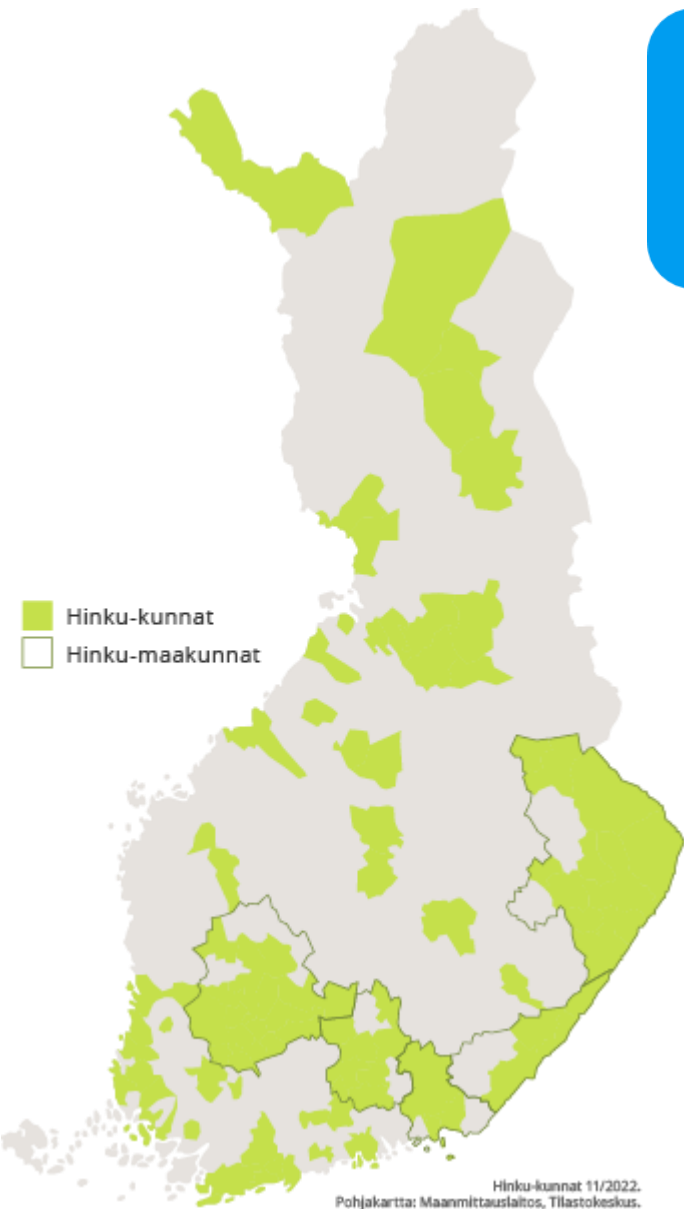 Hinku-kunnat
Hinku-maakunnat
Hinku-kunnat 11/2022.
Pohjakartta: Maanmittauslaitos, Tilastokeskus.